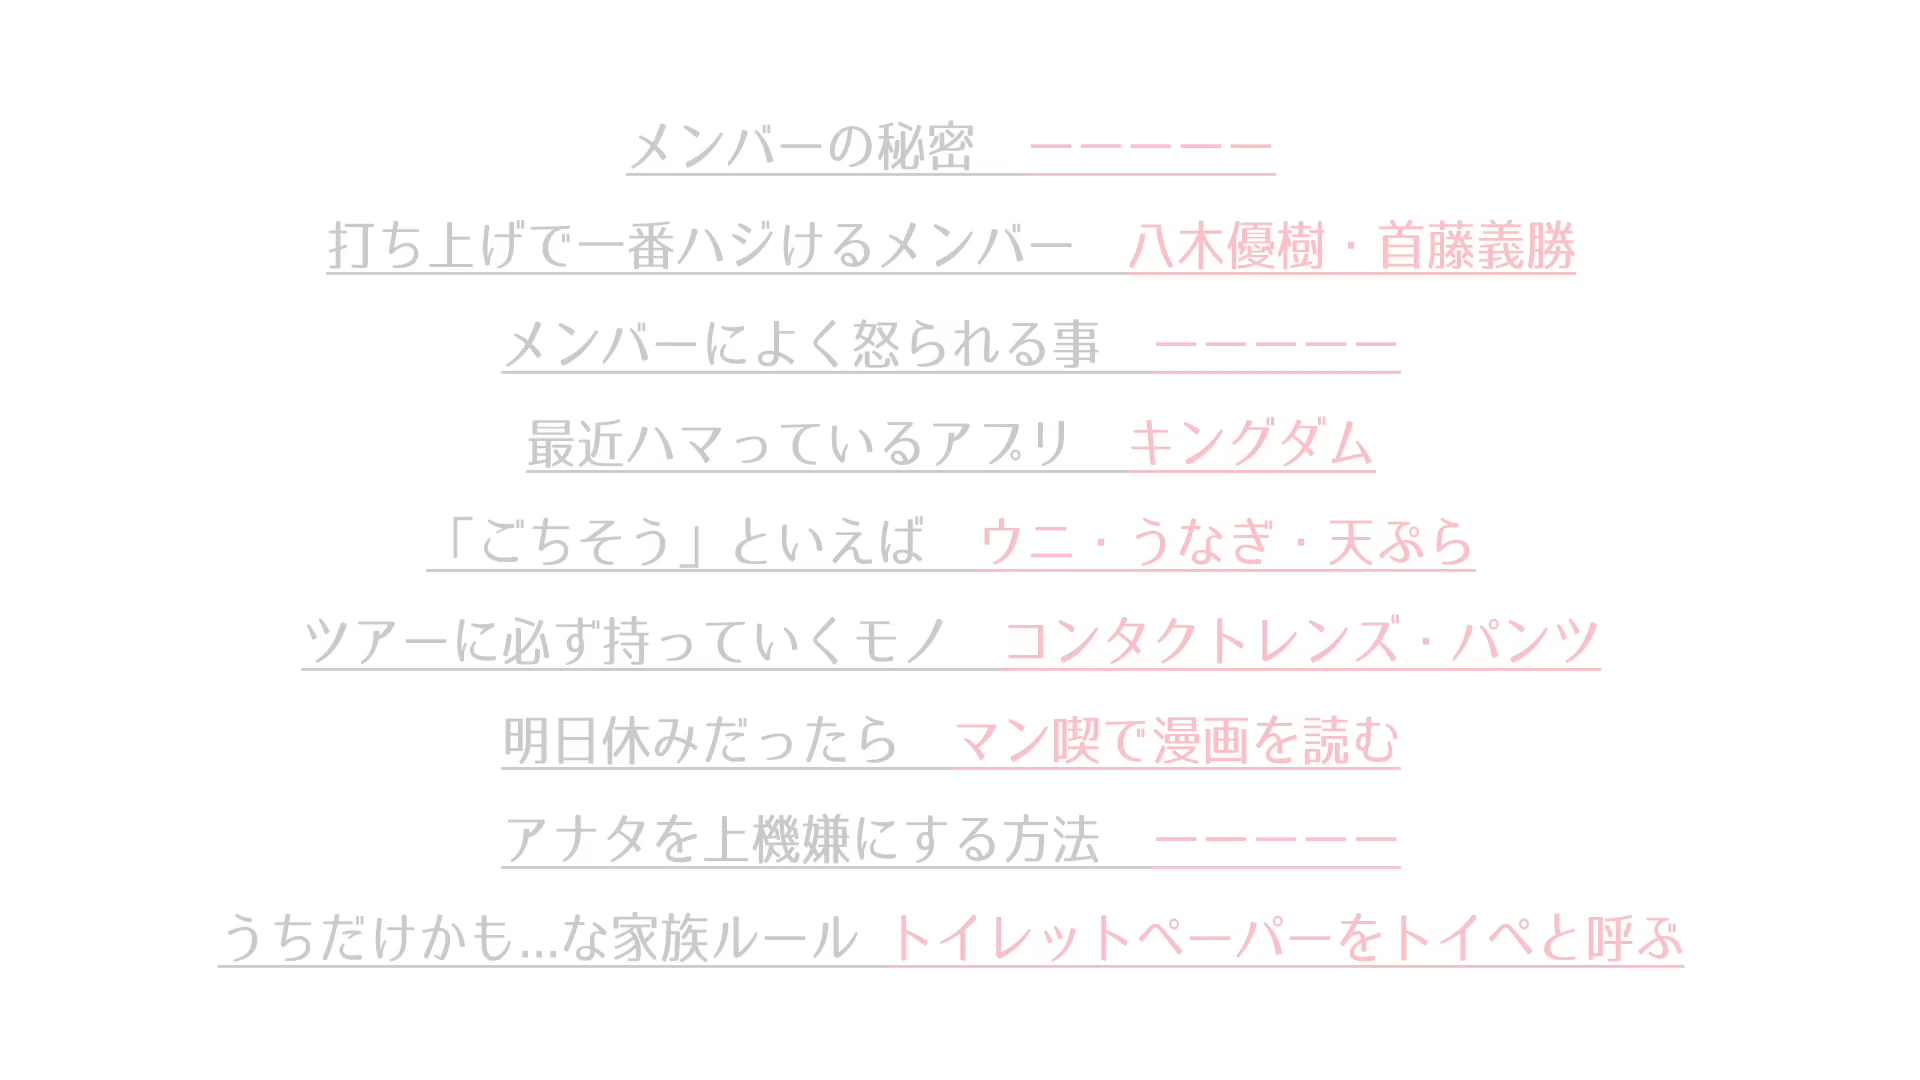 メンバーの秘密　ーーーーー
打ち上げで一番ハジけるメンバー　八木優樹・首藤義勝
メンバーによく怒られる事　ーーーーー
最近ハマっているアプリ　キングダム
「ごちそう」といえば　ウニ・うなぎ・天ぷら
ツアーに必ず持っていくモノ　コンタクトレンズ・パンツ
明日休みだったら　マン喫で漫画を読む
アナタを上機嫌にする方法　ーーーーー
うちだけかも...な家族ルール トイレットペーパーをトイペと呼ぶ